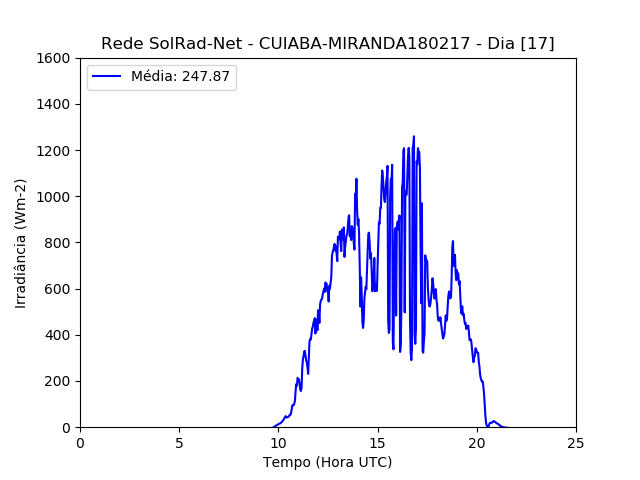 Rede SolRad-Net - CUIABA-MIRANDA180217 - Dia [17]
Média: 247.87
1600
1400
1200
1000
800
600
400
200
0
Irradiância (Wm-2)
0 5 10 15 20 25
Tempo (Hora UTC)